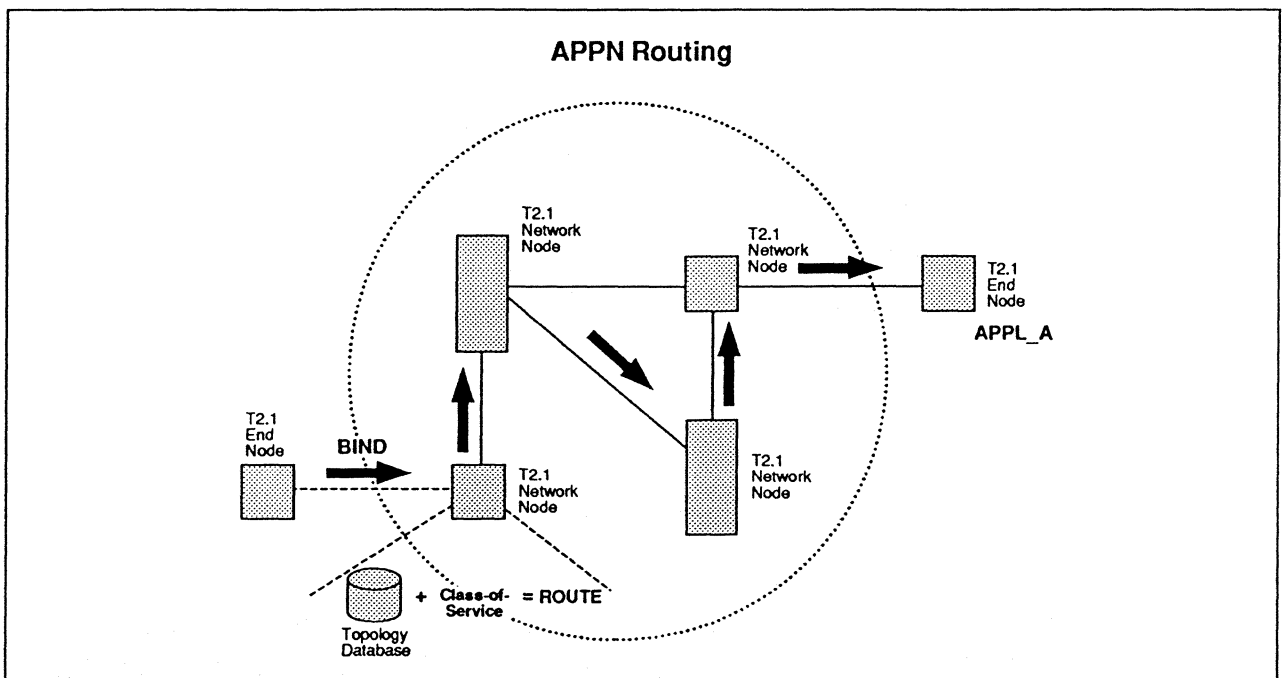 APPN Routing
T2.1
Network
Node
T2.1
Network
Node
T2.1
End
Node
APPL_A
T2.1
End
Node
BIND
T2.1
Network
Node
T2.1
Network
Node
+ Class-of- = ROUTE
Service
Topology
Database